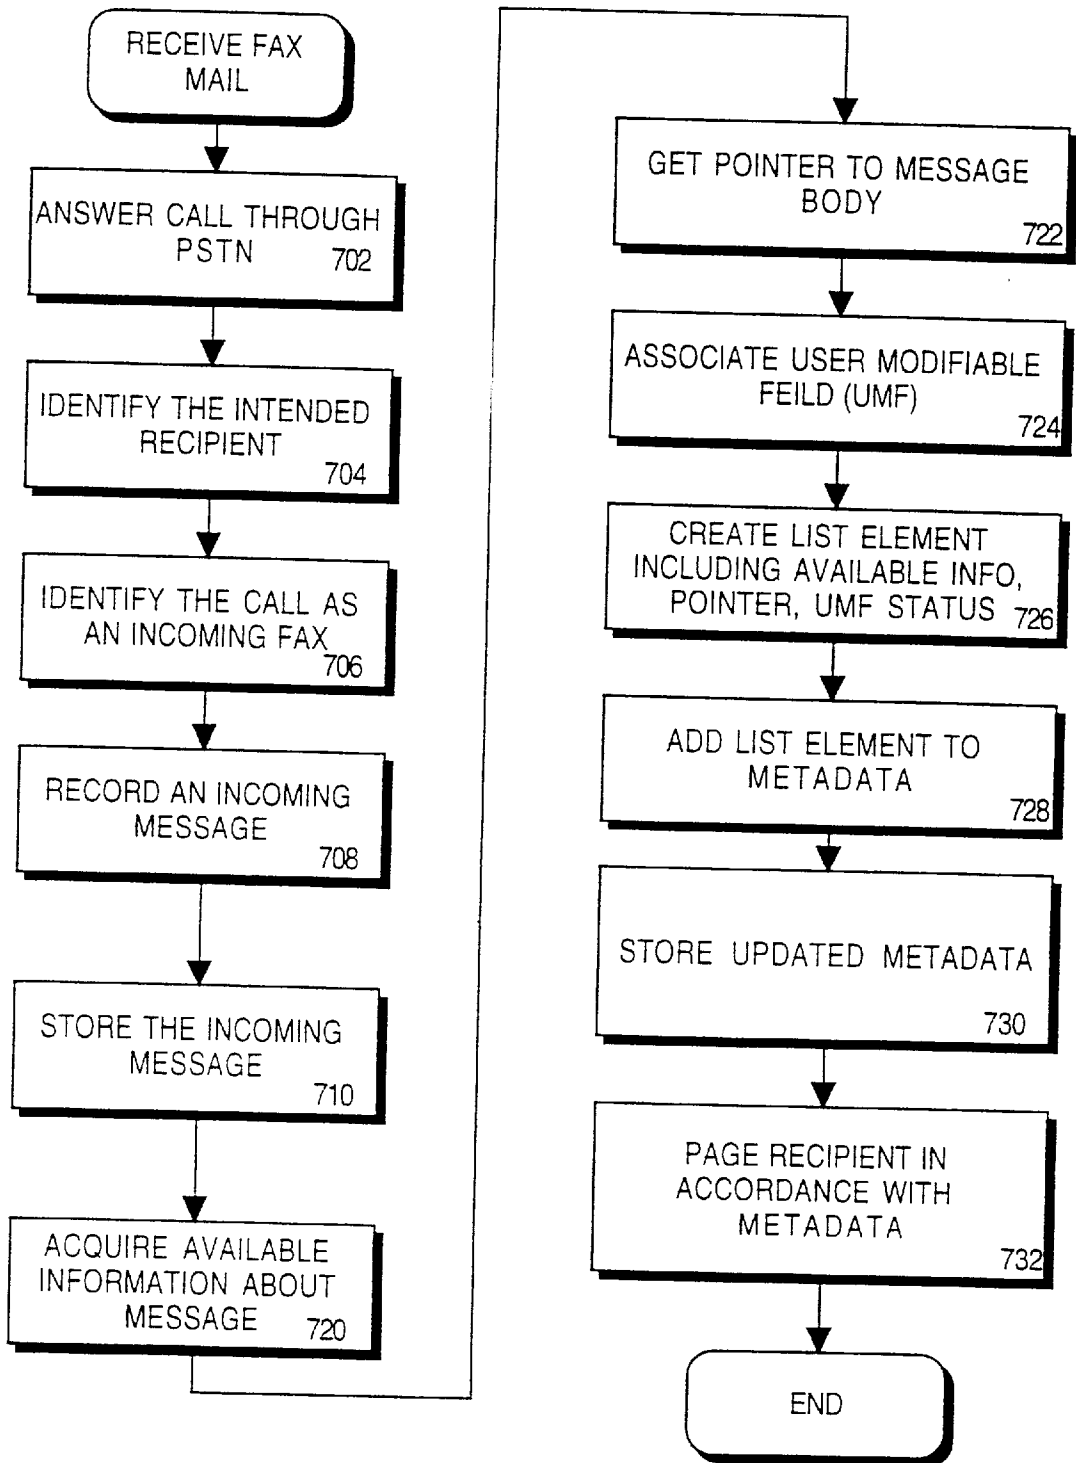 RECEIVE FAX
MAIL
ANSWER CALL THROUGH
PSTN 702
IDENTIFY THE INTENDED
RECIPIENT
704
IDENTIFY THE CALL AS
AN INCOMING FAX
706
RECORD AN INCOMING
MESSAGE
708
STORE THE INCOMING
MESSAGE
710
ACQUIRE AVAILABLE
INFORMATION ABOUT
MESSAGE 720
GET POINTER TO MESSAGE
BODY
722
ASSOCIATE USER MODIFIABLE
FEILD (UMF)
724
CREATE LIST ELEMENT
INCLUDING AVAILABLE INFO,
POINTER, UMF STATUS 726
ADD LIST ELEMENT TO
METADATA
728
STORE UPDATED METADATA
730
PAGE RECIPIENT IN
ACCORDANCE WITH
METADATA
732
END